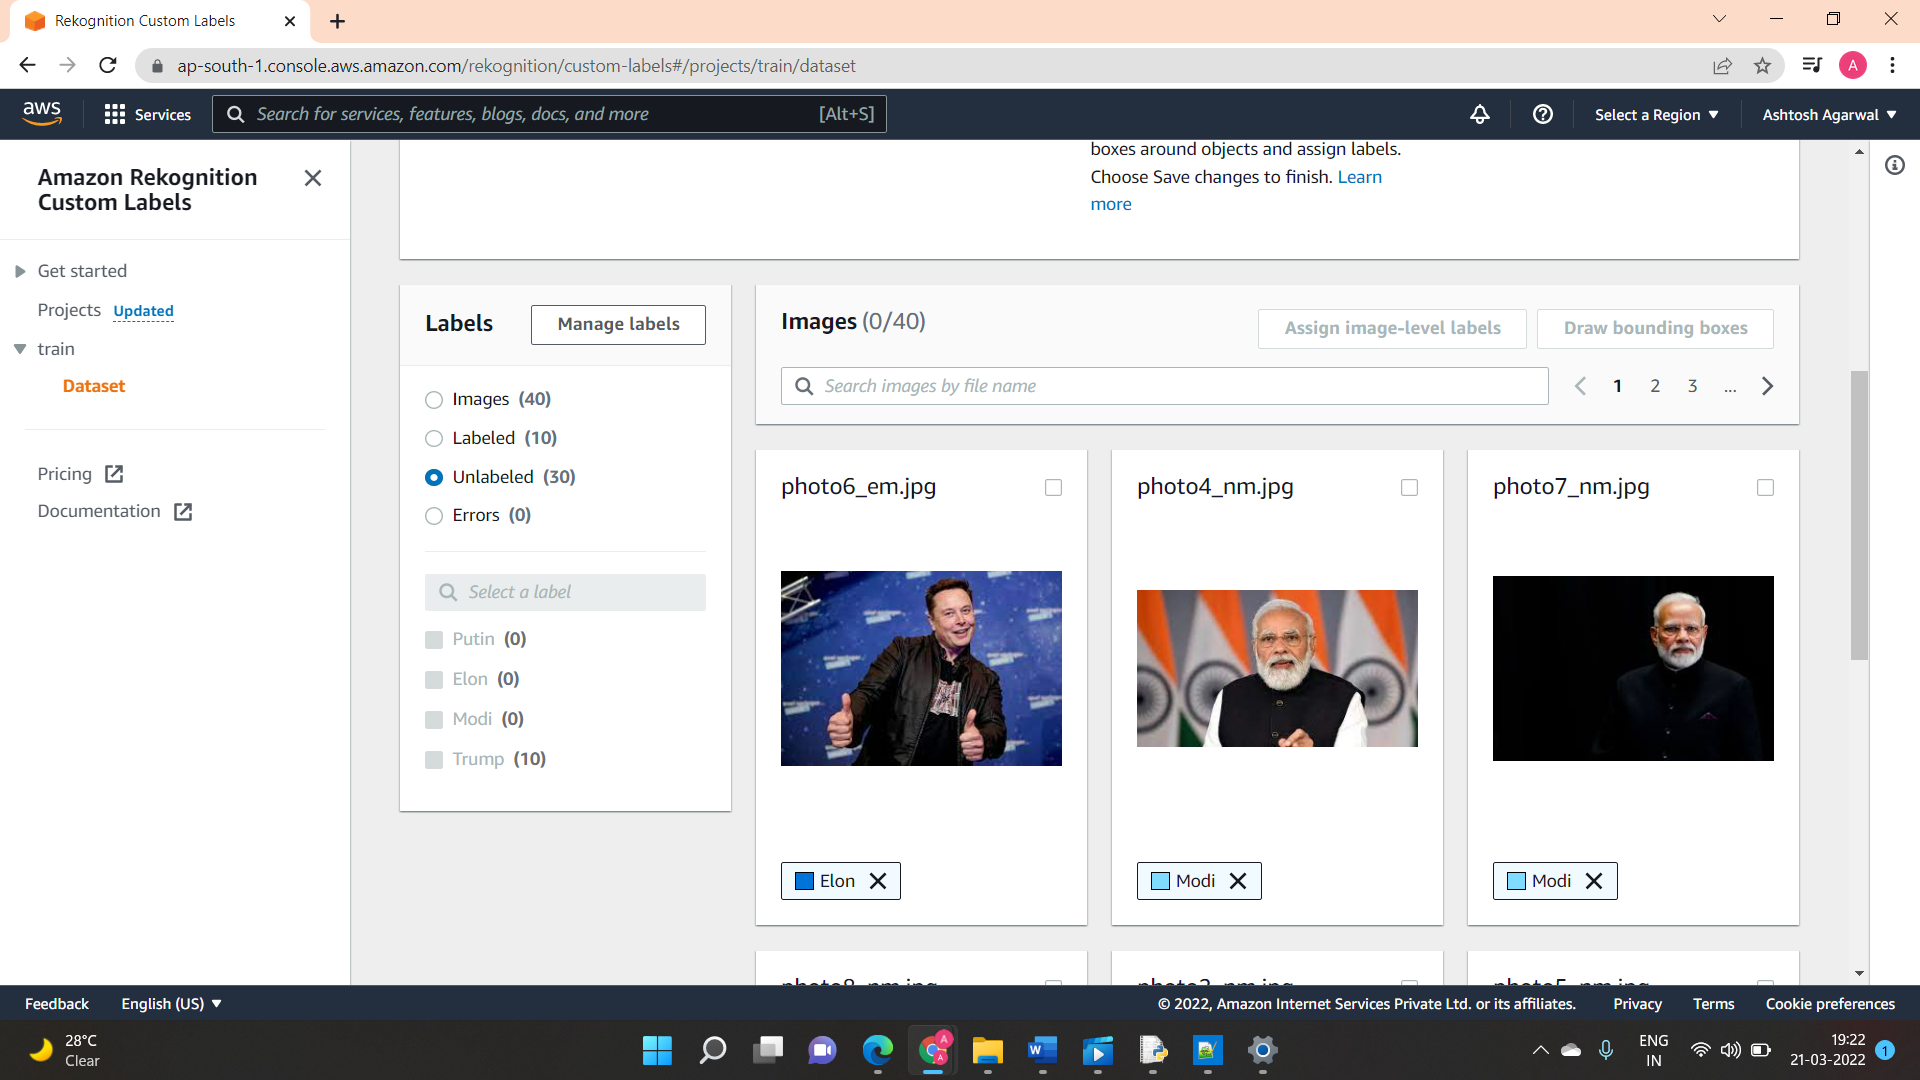 Rekognition Custom Labels
ap-south-1.console.aws.amazon.com/rekognition/custom-labels#/projects/train/dataset
A
aws
Services
Search for services, features, blogs, docs, and more
[Alt+S]
Select a Region
Ashtosh Agarwal
Amazon Rekognition
Custom Labels
Get started
Projects Updated
train
Dataset
Pricing
Documentation
boxes around objects and assign labels.
Choose Save changes to finish. Learn
more
Labels
Manage labels
Images (40)
Labeled (10)
Unlabeled (30)
Errors (0)
Select a label
Putin (0)
Elon (0)
Modi (0)
Trump (10)
Images (0/40)
Assign image-level labels
Draw bounding boxes
Search images by file name
1 2 3 ...
photo6_em.jpg
photo4_nm.jpg
photo7_nm.jpg
Elon
Modi
Modi
Feedback
English (US)
© 2022, Amazon Internet Services Private Ltd. or its affiliates.
Privacy
Terms
Cookie preferences
28°C
Clear
ENG
IN
19:22
21-03-2022
1